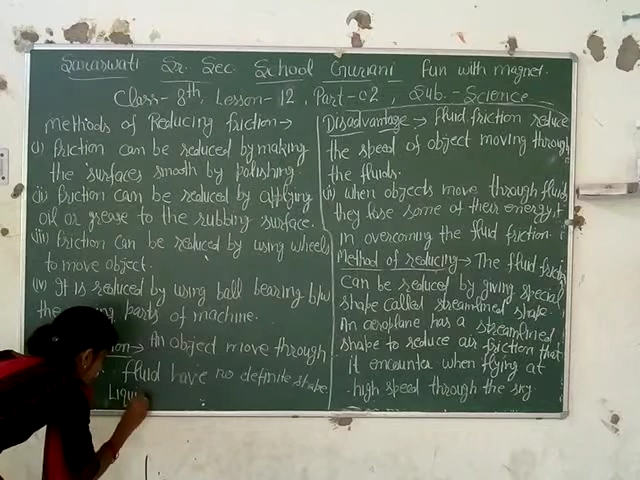 Saraswati Sr. Sec. School Guriani Fun with magnet.
Class- 8th, Lesson- 12, Part-02, Sub.- Science
Methods of Reducing friction→
(i) Friction can be reduced by making
the surfaces smooth by polishing.
(ii) Friction can be reduced by applying
oil or grease to the rubbing surface.
(iii) Friction can be reduced by using wheels
to move object.
(iv) It is reduced by using ball bearing b/w
the parts of machine.
→ An object move through
fluid have no definite shape
Liqui
Disadvantage → Fluid friction reduce
the speed of object moving through
the fluids.
(ii) When objects move through fluids
they lose some of their energy
in overcoming the fluid friction.
Method of reducing → The fluid
can be reduced by giving special
shape called streamlined shape.
An aeroplane has a streamlined
shape to reduce air friction that
it encounter when flying at
high speed through the sky.